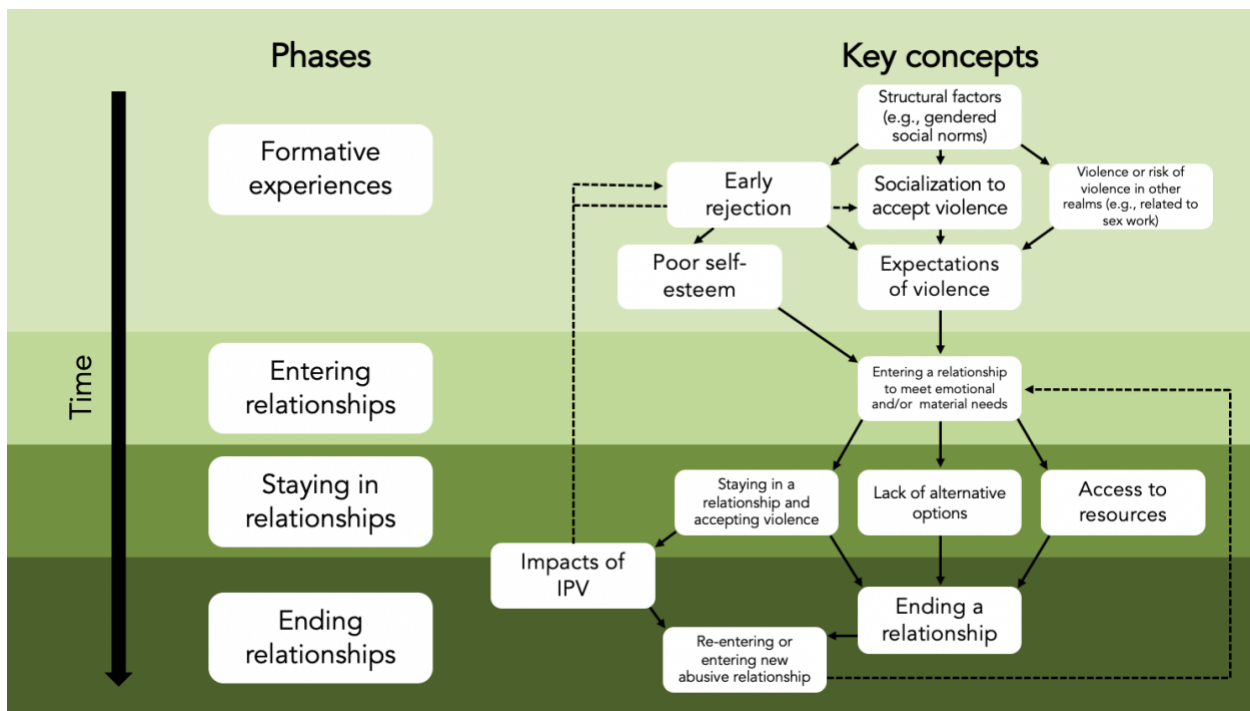 Phases
Key concepts
Time
Formative
experiences
Structural factors
(e.g., gendered
social norms)
Early
rejection
Socialization to
accept violence
Violence or risk of
violence in other
realms (e.g., related to
sex work)
Poor self-
esteem
Expectations
of violence
Entering
relationships
Entering a relationship
to meet emotional
and/or material needs
Staying in
relationships
Staying in a
relationship and
accepting violence
Lack of alternative
options
Access to
resources
Impacts of
IPV
Ending
relationships
Ending a
relationship
Re-entering or
entering new
abusive relationship